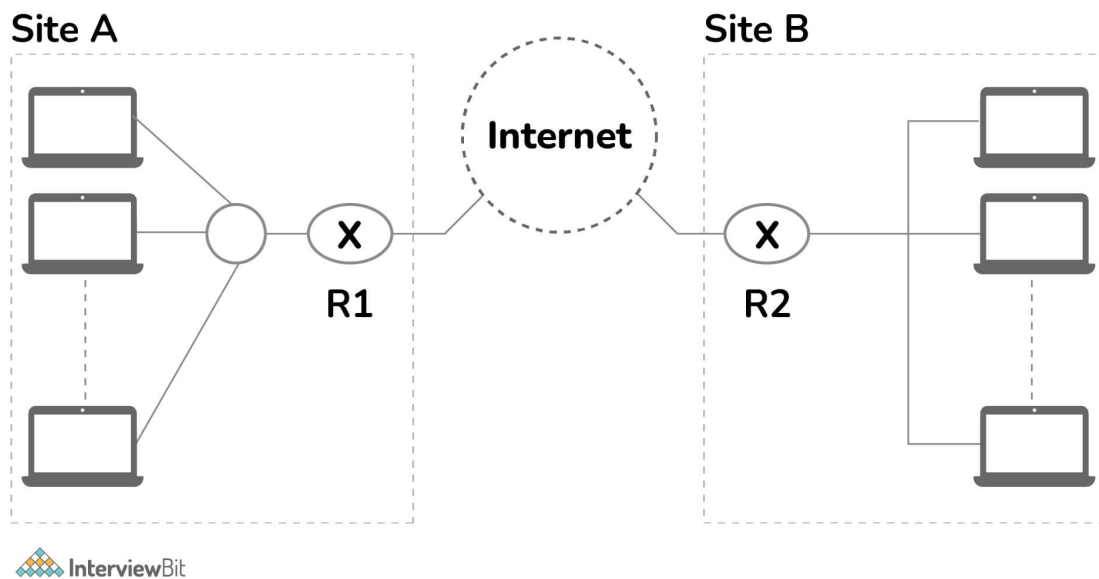 Site A
Site B
Internet
X
X
R1
R2
InterviewBit